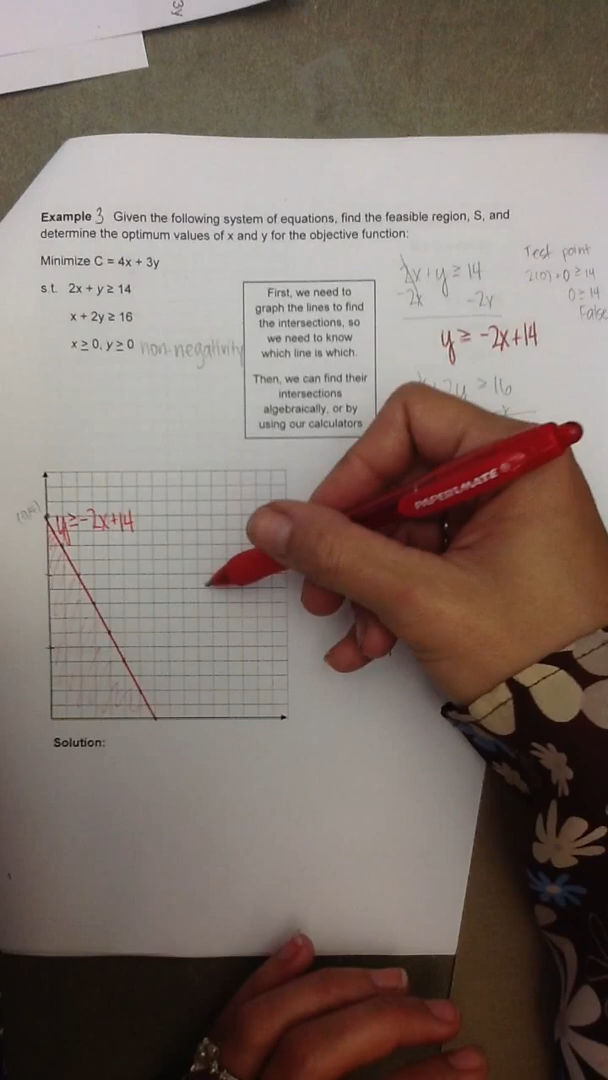 3y
Example 3 Given the following system of equations, find the feasible region, S, and
determine the optimum values of x and y for the objective function:
Minimize C = 4x + 3y
s.t. 2x + y ≥ 14
x + 2y ≥ 16
x ≥ 0, y ≥ 0 non-negativity
First, we need to
graph the lines to find
the intersections, so
we need to know
which line is which.
Then, we can find their
intersections
algebraically, or by
using our calculators
2x + y ≥ 14
-2x -2x
y ≥ -2x+14
2y ≥ 16
Test point
2(0)+0 ≥ 14
0 ≥ 14
False
PAPERMATE
y ≥ -2x+14
Solution: